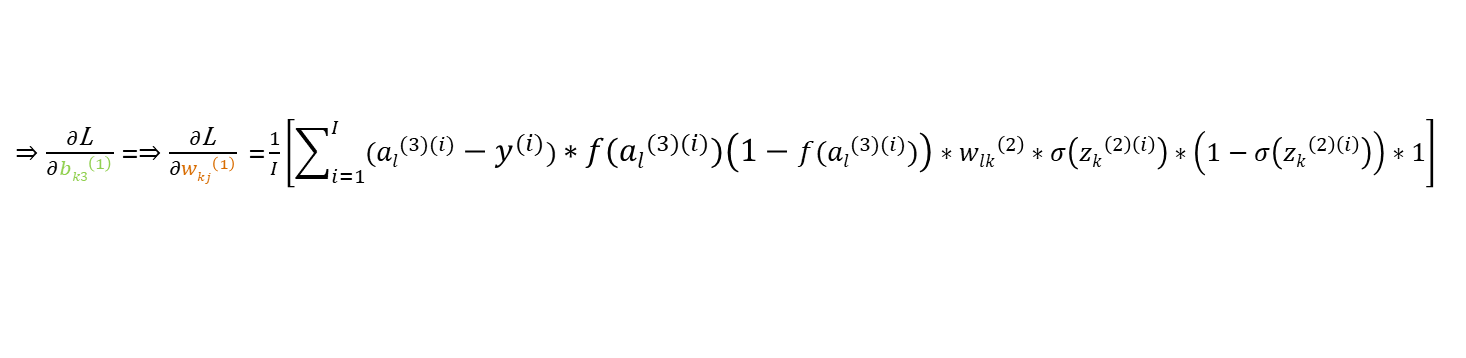 ⇒ ∂L/∂b_{k3}^{(1)} =⇒ ∂L/∂w_{kj}^{(1)} = 1/I [∑_{i=1}^{I} (a_l^{(3)(i)} − y^{(i)}) * f(a_l^{(3)(i)})(1 − f(a_l^{(3)(i)})) * w_{lk}^{(2)} * σ(z_k^{(2)(i)}) * (1 − σ(z_k^{(2)(i)})) * 1]